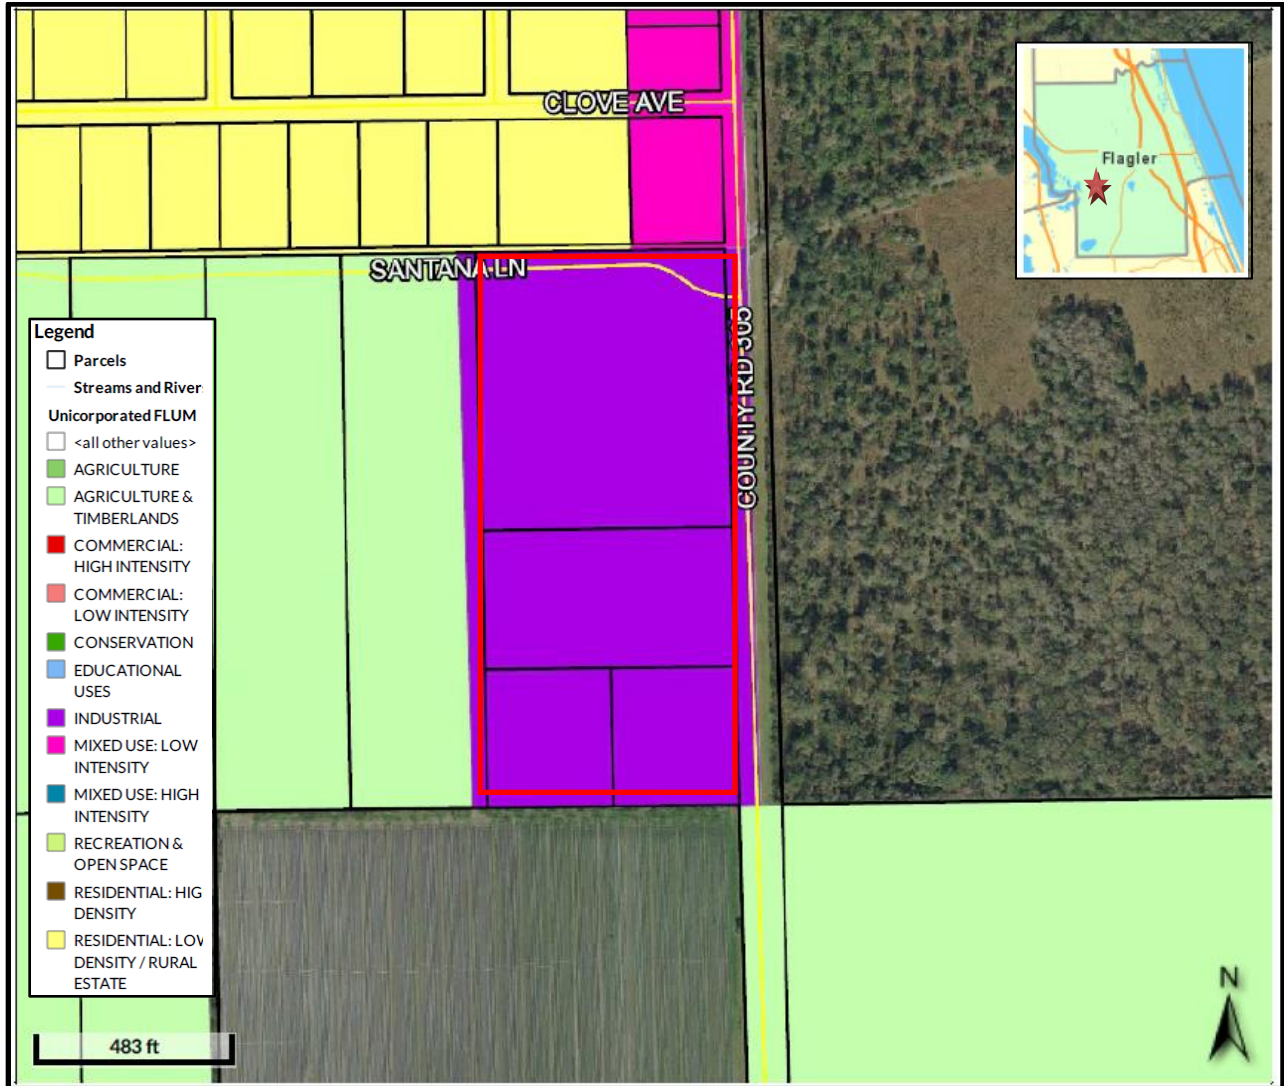 CLOVE AVE
Flagler
SANTANA LN
COUNTY RD 305
Legend
Parcels
Streams and River
Unicorporated FLUM
<all other values>
AGRICULTURE
AGRICULTURE &
TIMBERLANDS
COMMERCIAL:
HIGH INTENSITY
COMMERCIAL:
LOW INTENSITY
CONSERVATION
EDUCATIONAL
USES
INDUSTRIAL
MIXED USE: LOW
INTENSITY
MIXED USE: HIGH
INTENSITY
RECREATION &
OPEN SPACE
RESIDENTIAL: HIG
DENSITY
RESIDENTIAL: LOW
DENSITY / RURAL
ESTATE
N
483 ft